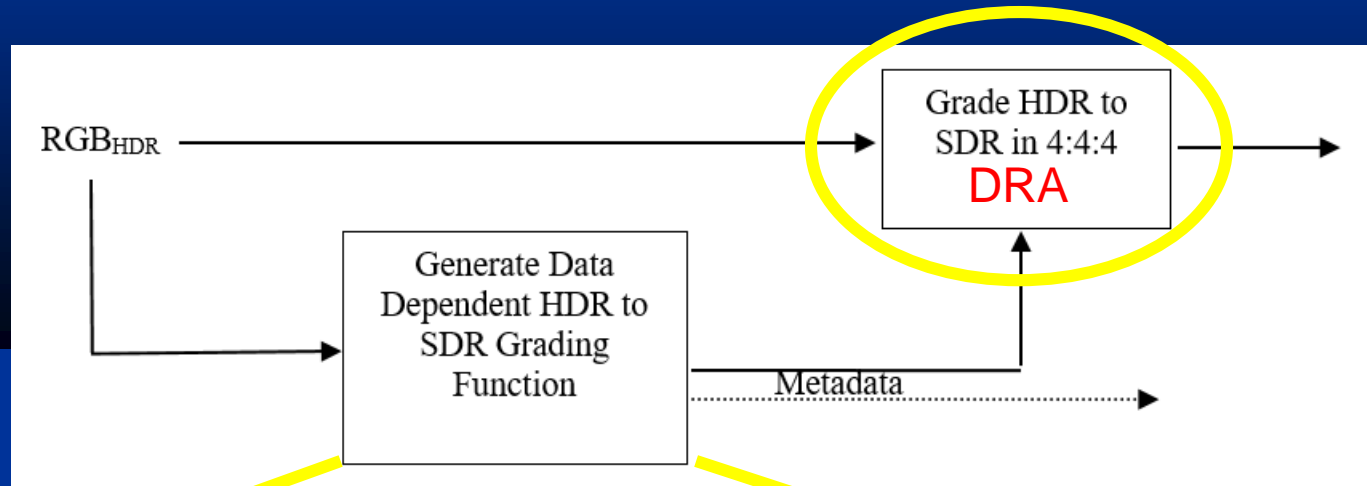 RGBHDR
Grade HDR to
SDR in 4:4:4
DRA
Generate Data
Dependent HDR to
SDR Grading
Function
Metadata